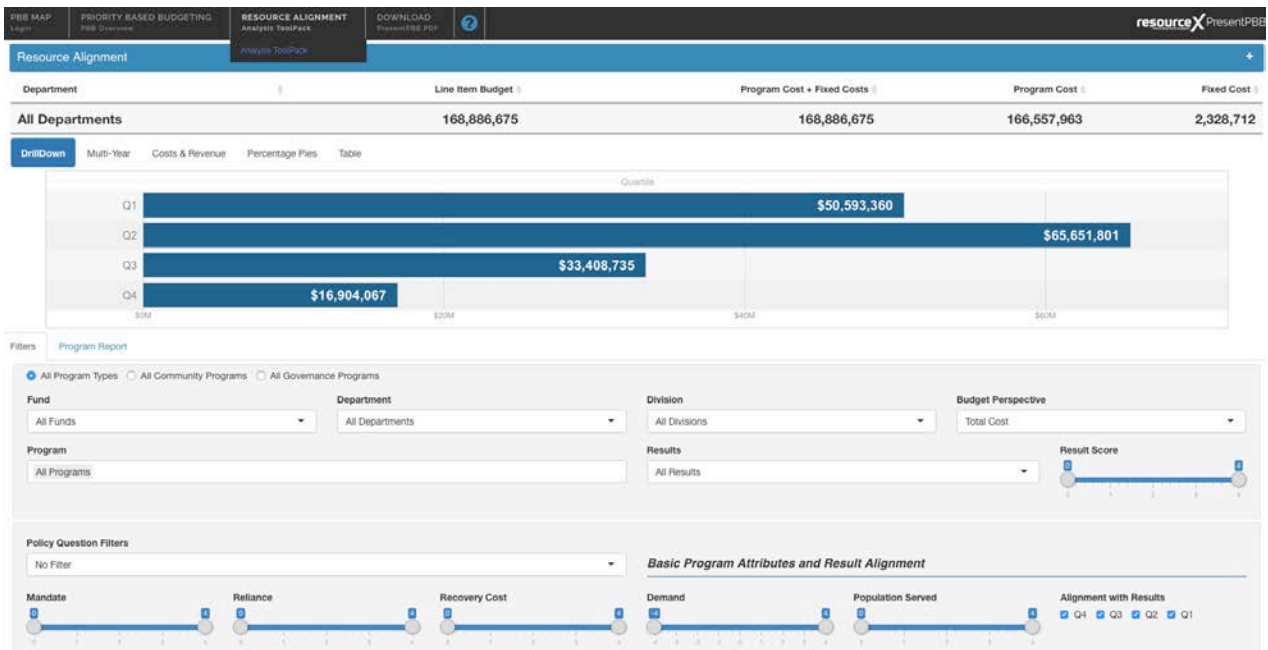 PBB MAP PRIORITY BASED BUDGETING RESOURCE ALIGNMENT DOWNLOAD ? resourceX PresentPBB
Login PBB Overview Analysis ToolPack PresentPBB PDF
Analysis ToolPack
Resource Alignment +
Department Line Item Budget Program Cost + Fixed Costs Program Cost Fixed Cost
All Departments 168,886,675 168,886,675 166,557,963 2,328,712
DrillDown Multi-Year Costs & Revenue Percentage Pies Table
Quartile
Q1 $50,593,360
Q2 $65,651,801
Q3 $33,408,735
Q4 $16,904,067
$0M $20M $40M $60M
Filters Program Report
All Program Types All Community Programs All Governance Programs
Fund Department Division Budget Perspective
All Funds All Departments All Divisions Total Cost
Program Results Result Score
All Programs All Results 0 4
0 1 2 3 4
Policy Question Filters
No Filter Basic Program Attributes and Result Alignment
Mandate Reliance Recovery Cost Demand Population Served Alignment with Results
0 4 0 4 0 4 -4 4 0 4 Q4 Q3 Q2 Q1